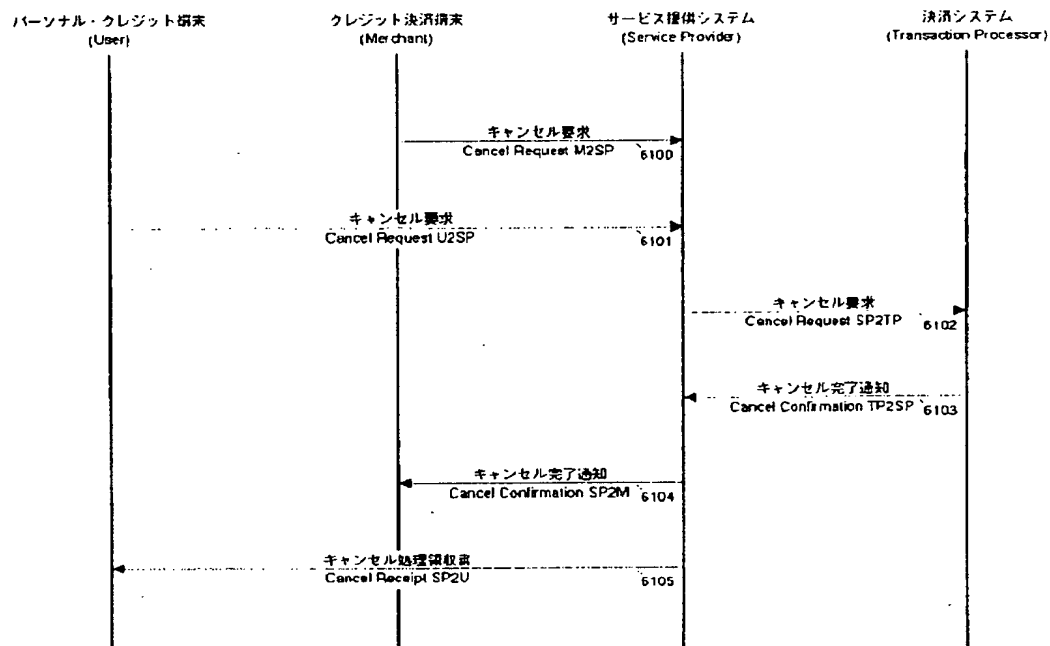 パーソナル・クレジット端末
(User)
クレジット決済端末
(Merchant)
サービス提供システム
(Service Provider)
決済システム
(Transaction Processor)
キャンセル要求
Cancel Request M2SP
6100
キャンセル要求
Cancel Request U2SP
6101
キャンセル要求
Cancel Request SP2TP
6102
キャンセル完了通知
Cancel Confirmation TP2SP
6103
キャンセル完了通知
Cancel Confirmation SP2M
6104
キャンセル処理領収書
Cancel Receipt SP2U
6105